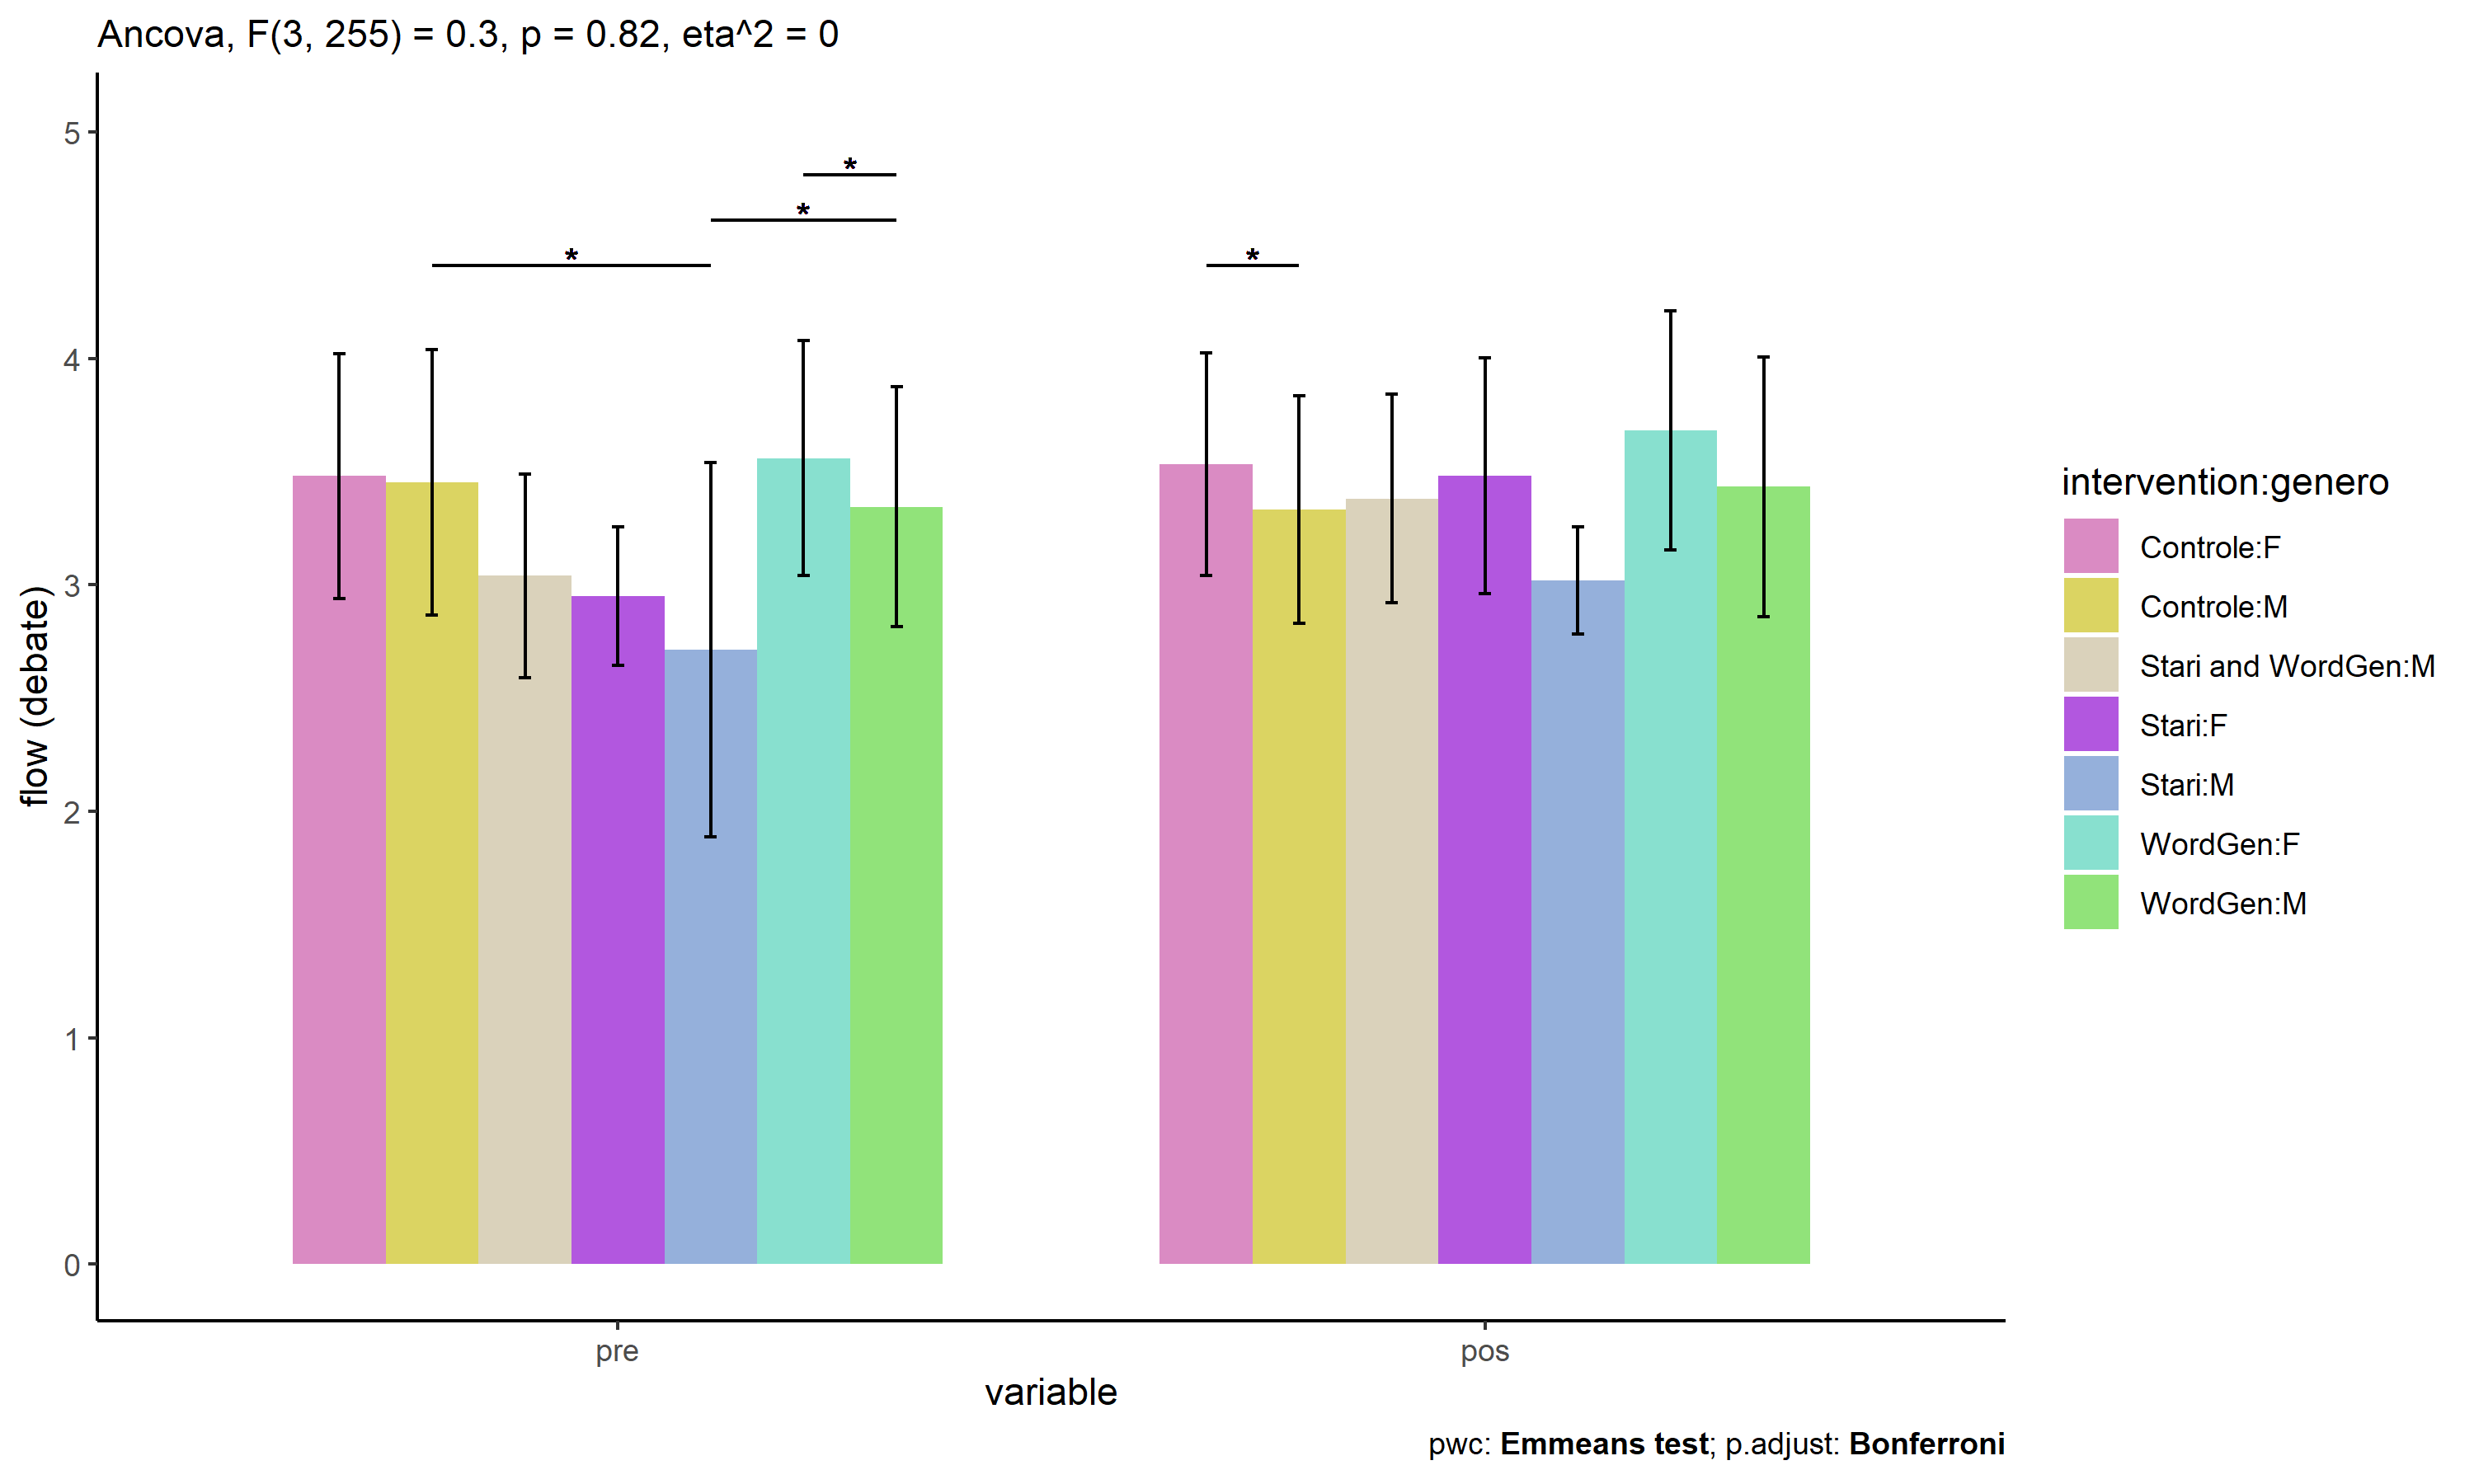 Ancova, F(3, 255) = 0.3, p = 0.82, eta^2 = 0
flow (debate)
5
4
3
2
1
0
*
*
*
*
pre
pos
variable
intervention:genero
Controle:F
Controle:M
Stari and WordGen:M
Stari:F
Stari:M
WordGen:F
WordGen:M
pwc: Emmeans test; p.adjust: Bonferroni